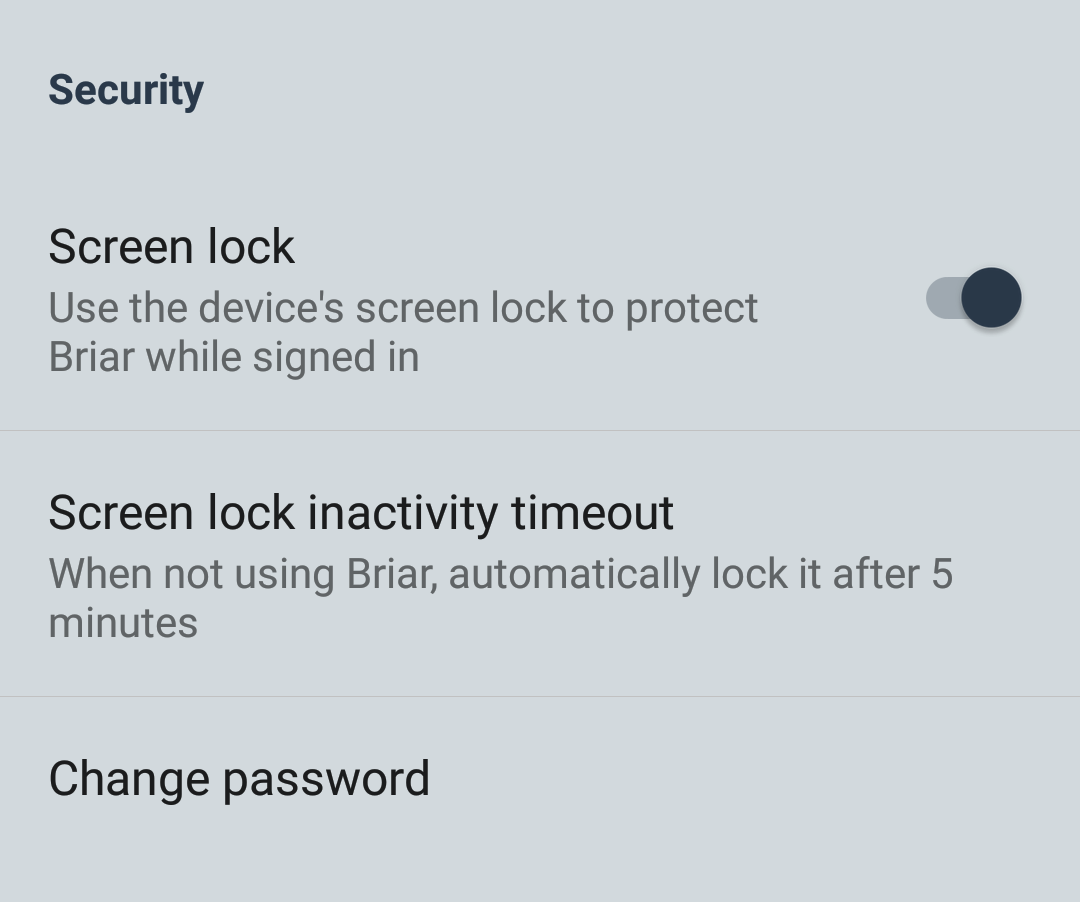 Security
Screen lock
Use the device's screen lock to protect
Briar while signed in
Screen lock inactivity timeout
When not using Briar, automatically lock it after 5
minutes
Change password